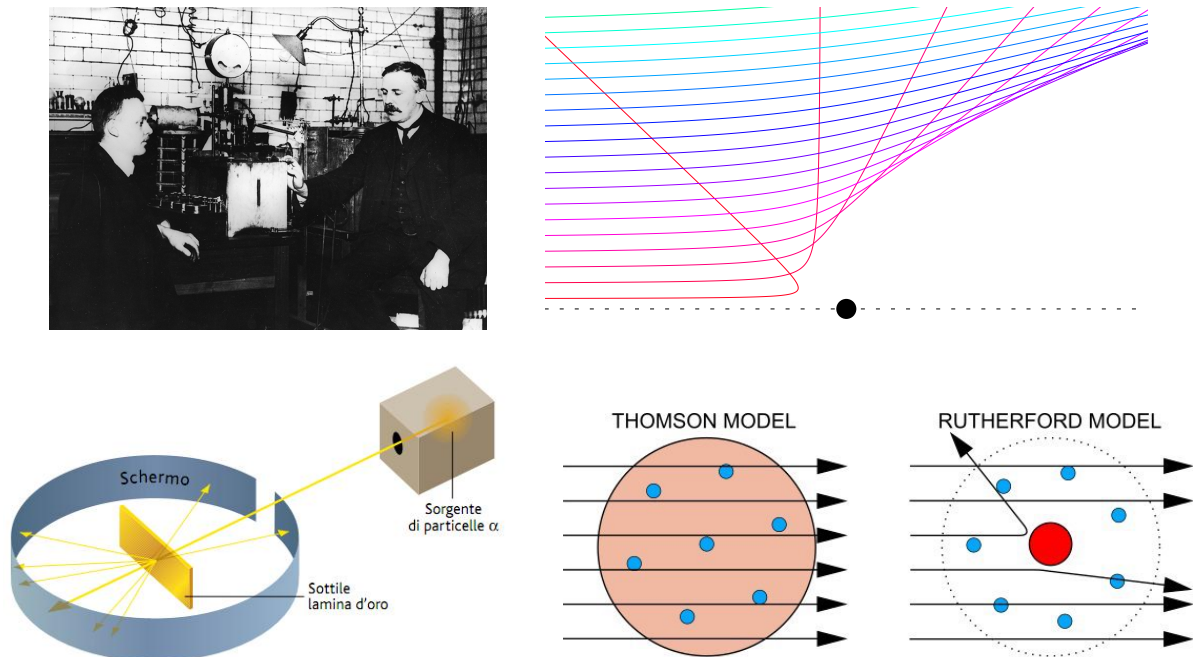 THOMSON MODEL
RUTHERFORD MODEL
Schermo
Sorgente
di particelle α
Sottile
lamina d'oro